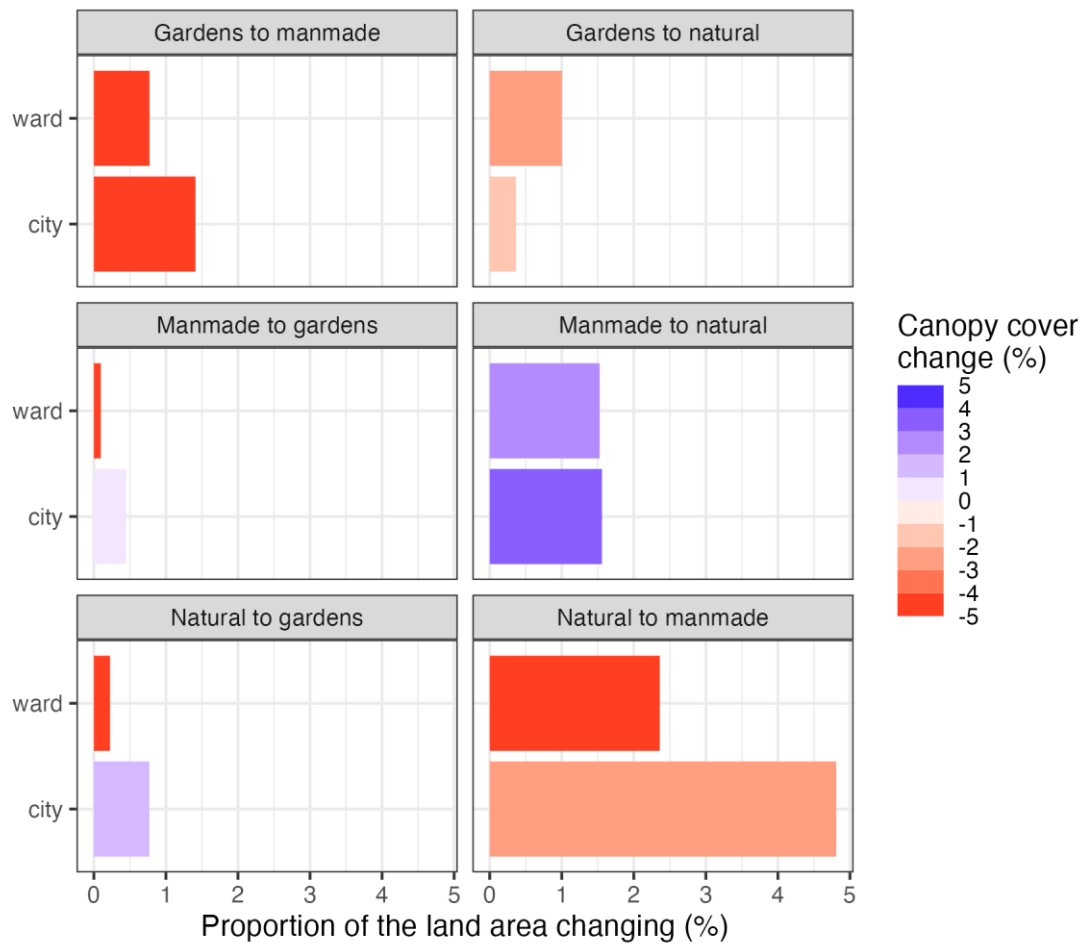 Gardens to manmade
Gardens to natural
ward
city
Manmade to gardens
Manmade to natural
ward
city
Natural to gardens
Natural to manmade
ward
city
0 1 2 3 4 5
0 1 2 3 4 5
Proportion of the land area changing (%)
Canopy cover
change (%)
5
4
3
2
1
0
-1
-2
-3
-4
-5